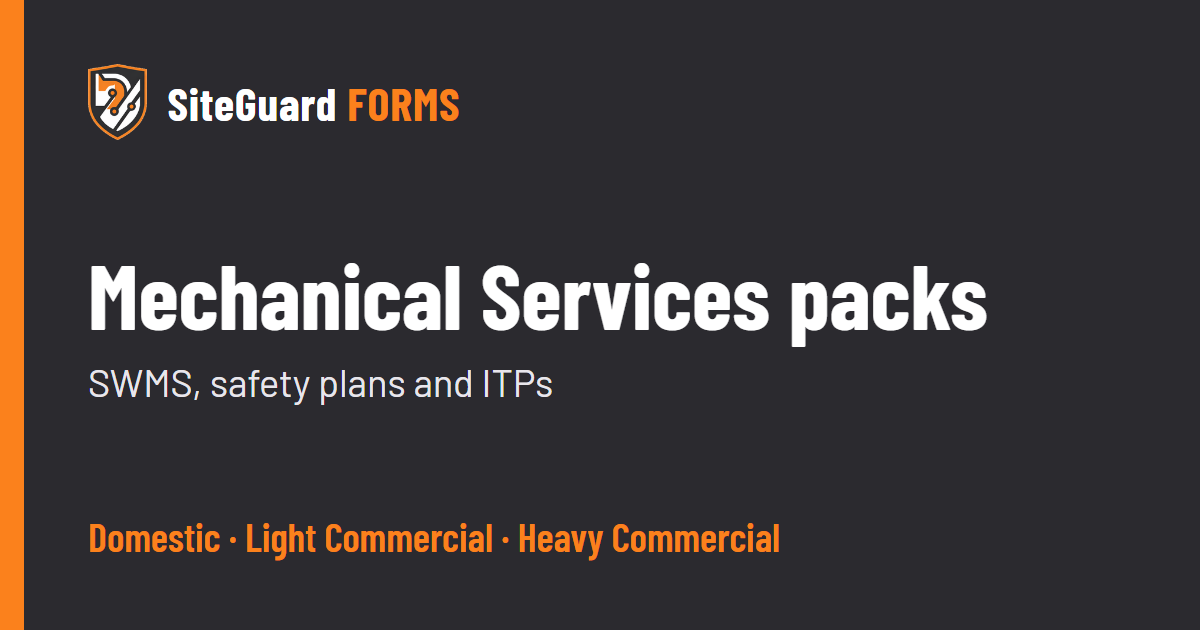 SiteGuard FORMS
Mechanical Services packs
SWMS, safety plans and ITPs
Domestic · Light Commercial · Heavy Commercial